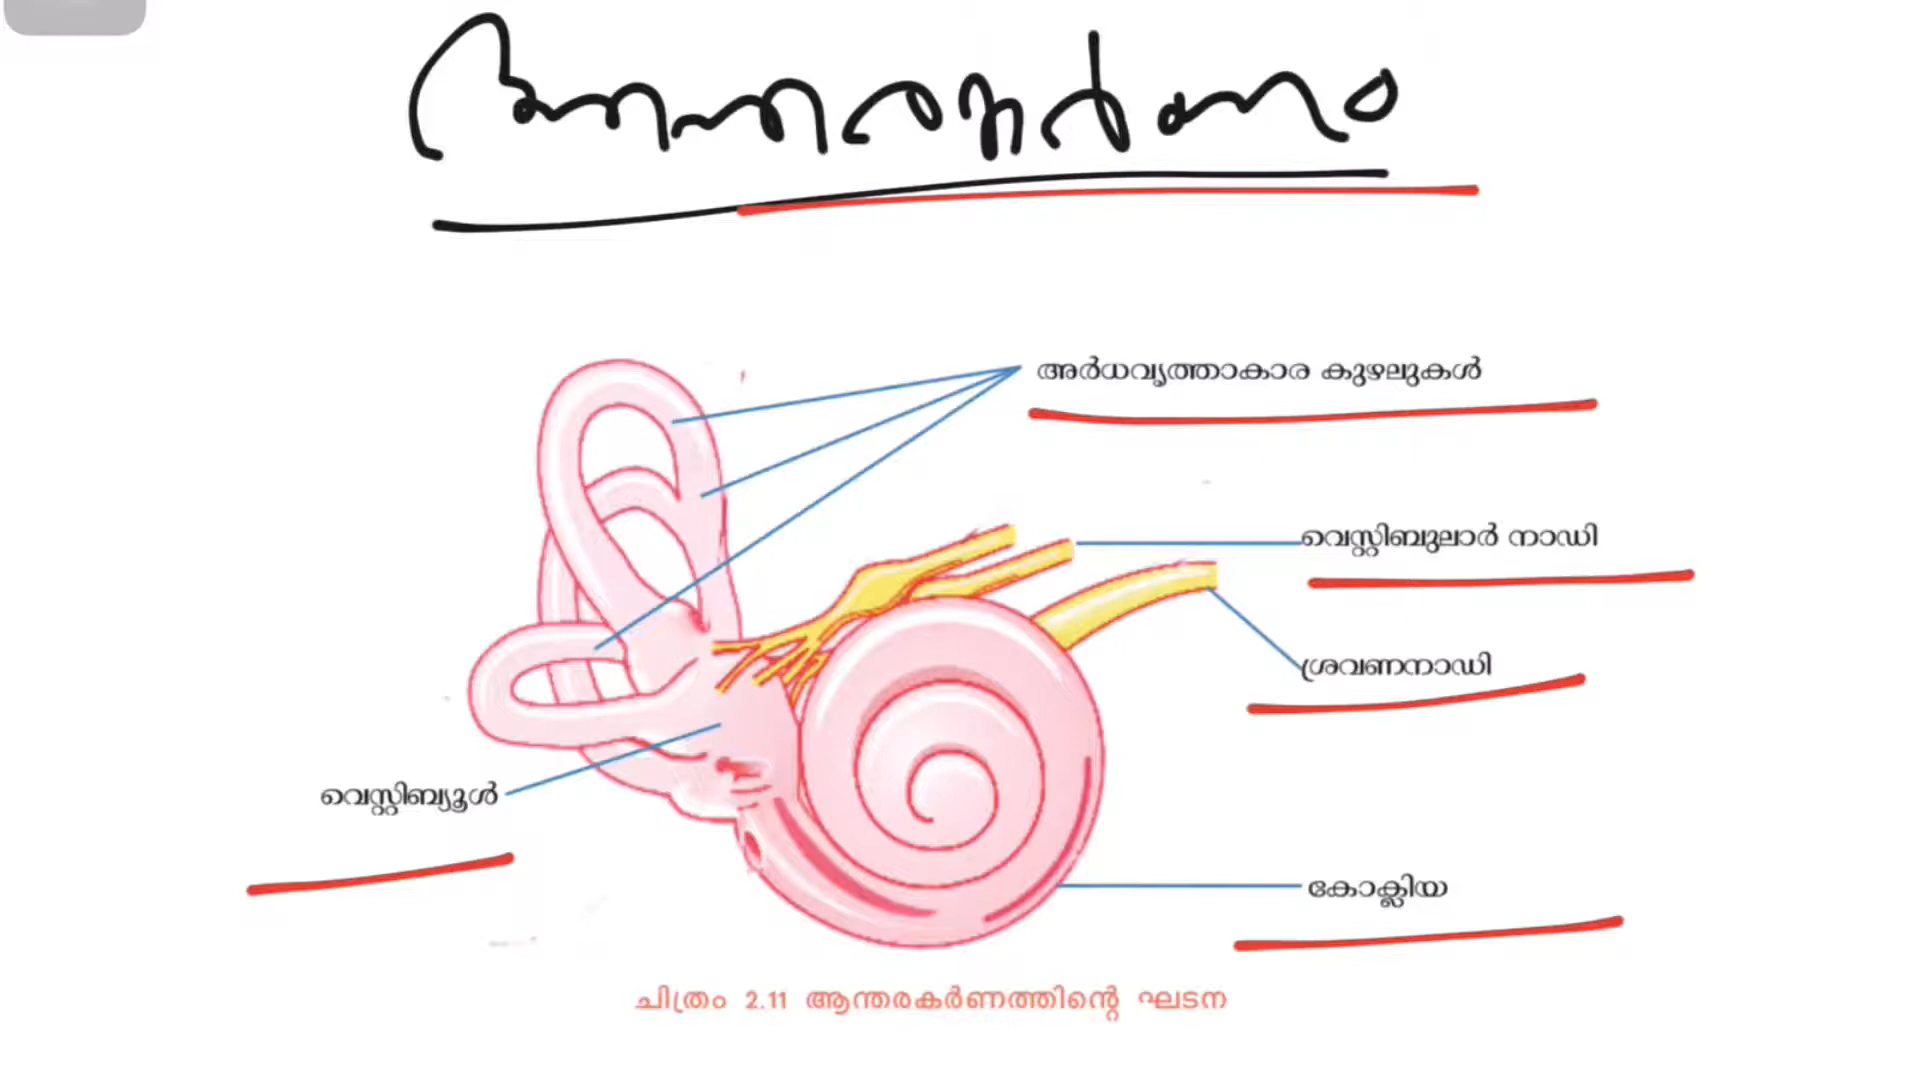 ആന്തരകർണം
അർധവൃത്താകാര കുഴലുകൾ
വെസ്റ്റിബുലാർ നാഡി
ശ്രവണനാഡി
വെസ്റ്റിബ്യൂൾ
കോക്ലിയ
ചിത്രം 2.11 ആന്തരകർണത്തിന്റെ ഘടന